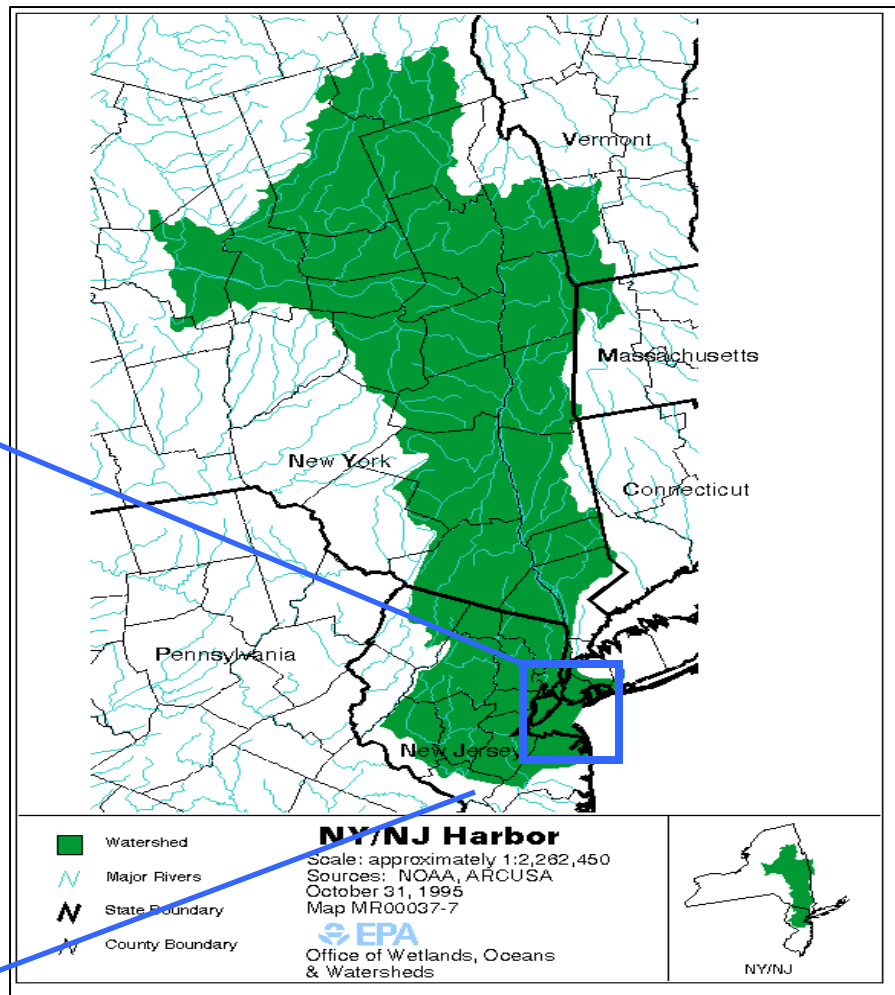 Vermont
Massachusetts
New York
Connecticut
Pennsylvania
New Jersey
Watershed
Major Rivers
State Boundary
County Boundary
NY/NJ Harbor
Scale: approximately 1:2,262,450
Sources: NOAA, ARCUSA
October 31, 1995
Map MR00037-7
EPA
Office of Wetlands, Oceans
& Watersheds
NY/NJ